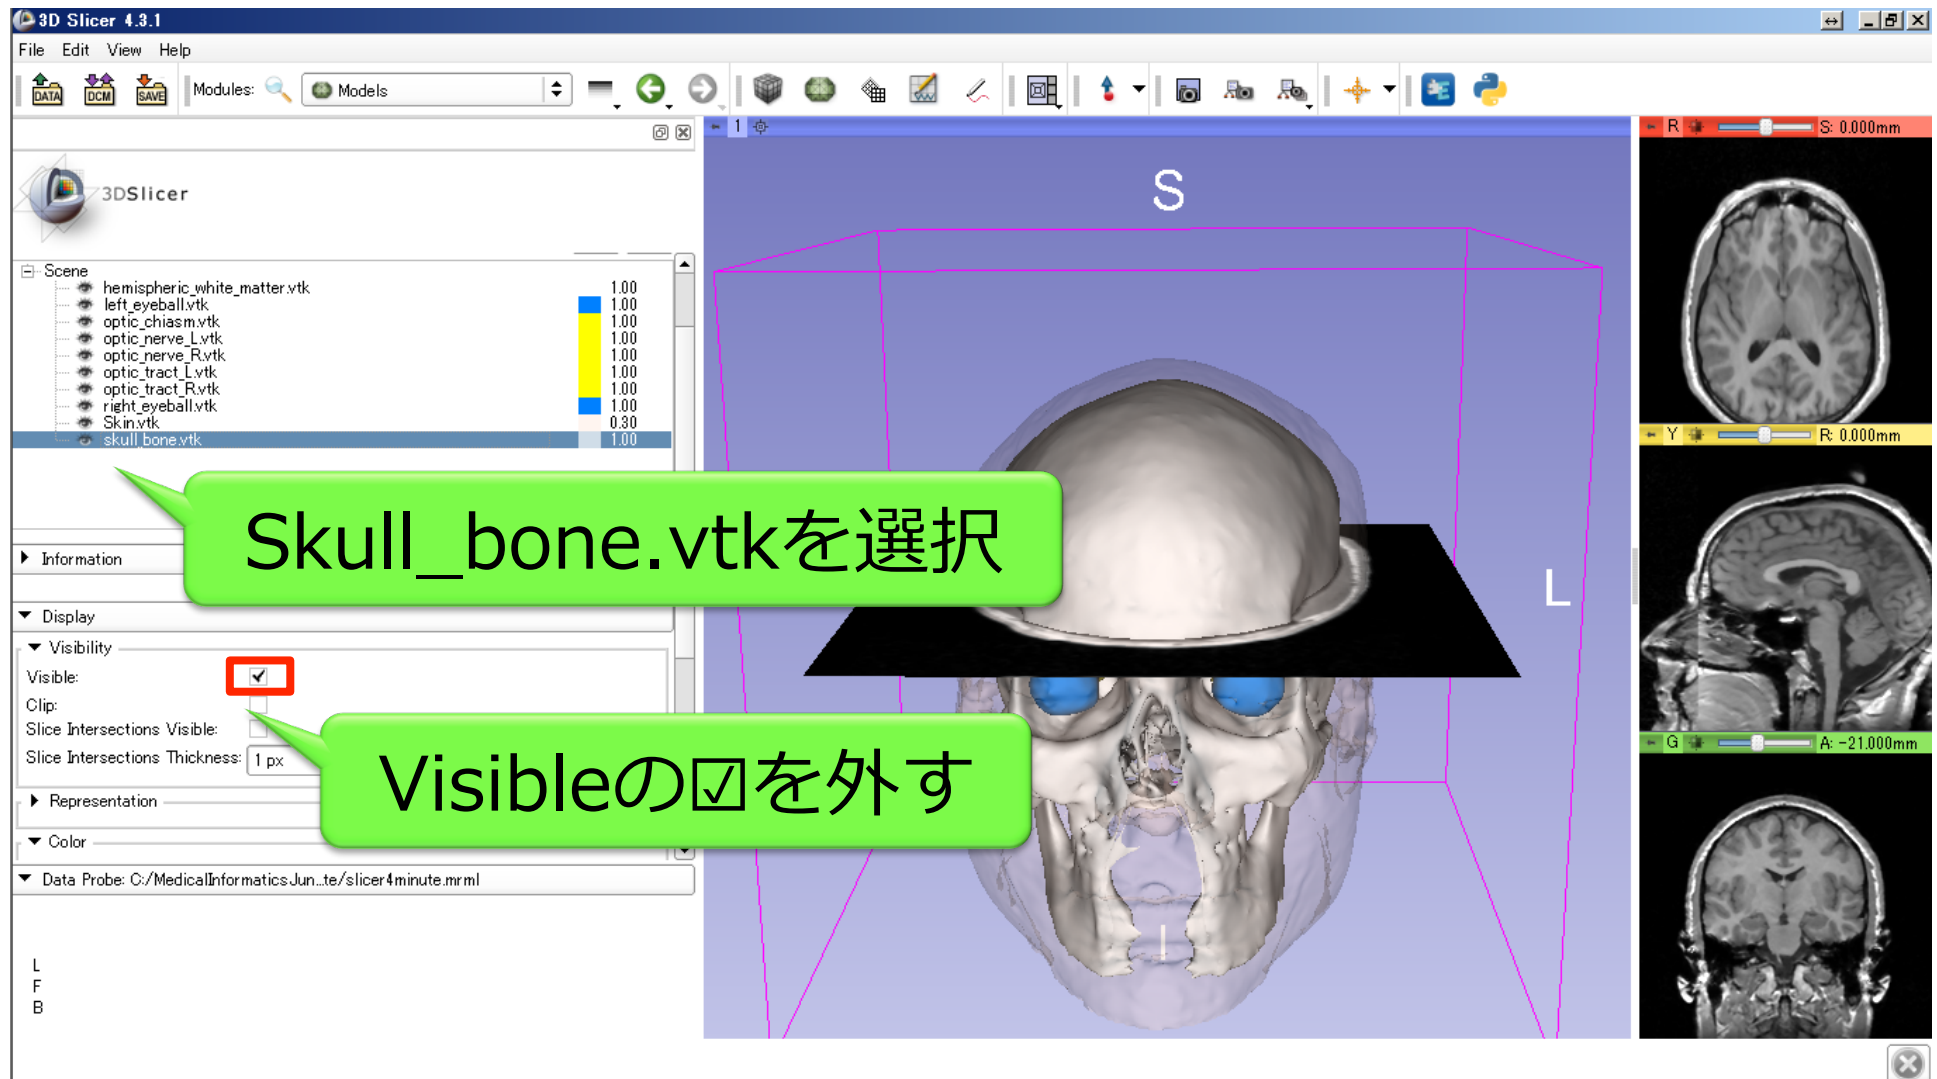 3D Slicer 4.3.1
File Edit View Help
DATA DCM SAVE Modules: Models
1
R S: 0.000mm
3DSlicer
S
Scene
hemispheric_white_matter.vtk 1.00
left_eyeball.vtk 1.00
optic_chiasm.vtk 1.00
optic_nerve_L.vtk 1.00
optic_nerve_R.vtk 1.00
optic_tract_L.vtk 1.00
optic_tract_R.vtk 1.00
right_eyeball.vtk 1.00
Skin.vtk 0.30
skull_bone.vtk 1.00
Y R: 0.000mm
Skull_bone.vtkを選択
Information
L
Display
Visibility
Visible:
Clip:
Slice Intersections Visible:
Slice Intersections Thickness: 1 px
Visibleの☑を外す
G A: -21.000mm
Representation
Color
Data Probe: C:/MedicalInformaticsJun...te/slicer4minute.mrml
I
L
F
B